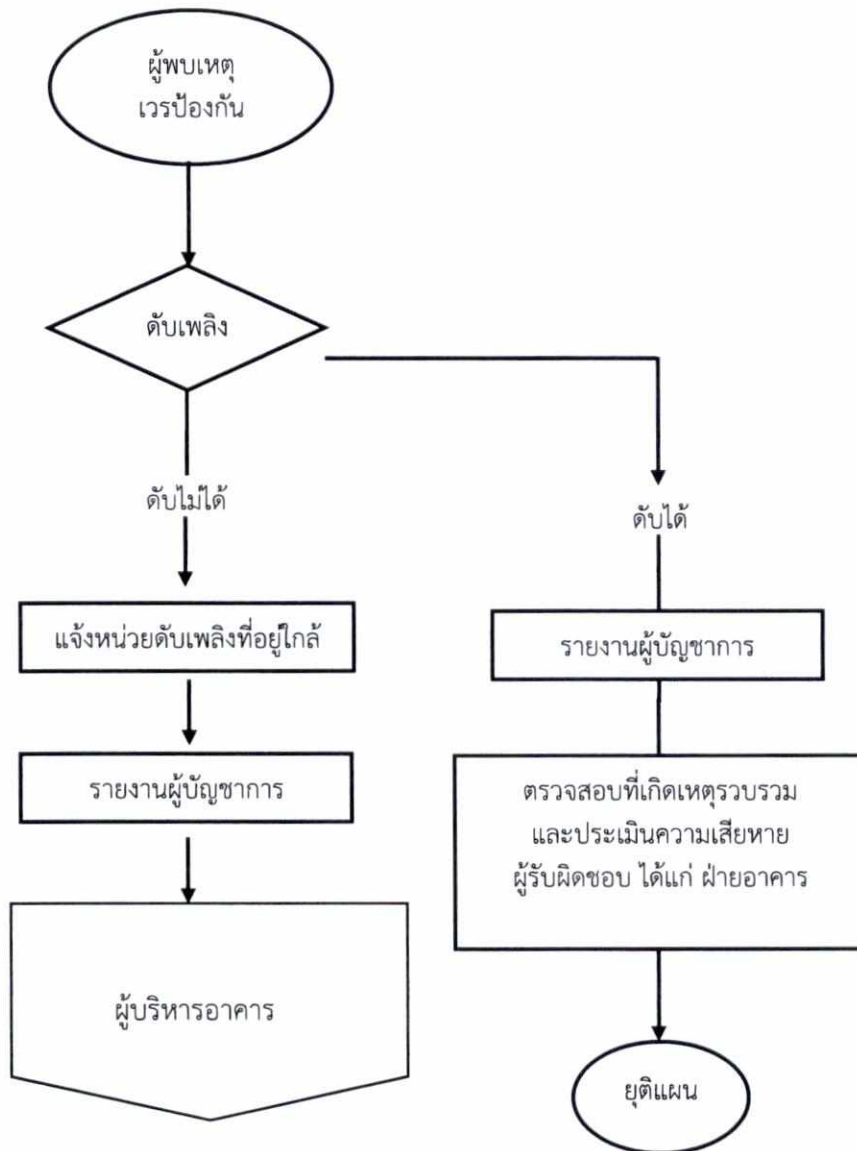 ผู้พบเหตุ
เวรป้องกัน
ดับเพลิง
ดับไม่ได้
ดับได้
แจ้งหน่วยดับเพลิงที่อยู่ใกล้
รายงานผู้บัญชาการ
รายงานผู้บัญชาการ
ตรวจสอบที่เกิดเหตุรวบรวม
และประเมินความเสียหาย
ผู้รับผิดชอบ ได้แก่ ฝ่ายอาคาร
ผู้บริหารอาคาร
ยุติแผน